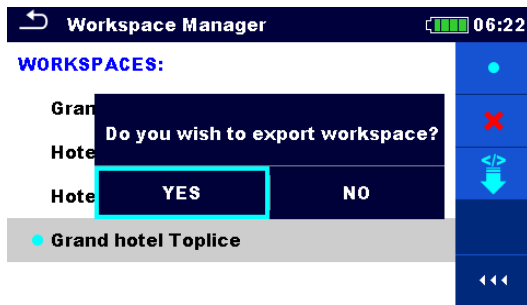 Workspace Manager 06:22
WORKSPACES:
Gran
Do you wish to export workspace?
Hote
Hote
YES NO
Grand hotel Toplice